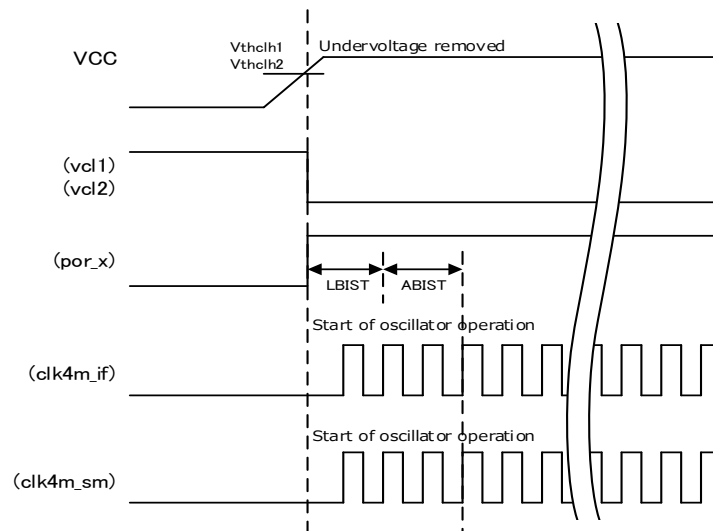 Vthclh1
Vthclh2
Undervoltage removed
VCC
(vcl1)
(vcl2)
(por_x)
LBIST
ABIST
Start of oscillator operation
(clk4m_if)
Start of oscillator operation
(clk4m_sm)